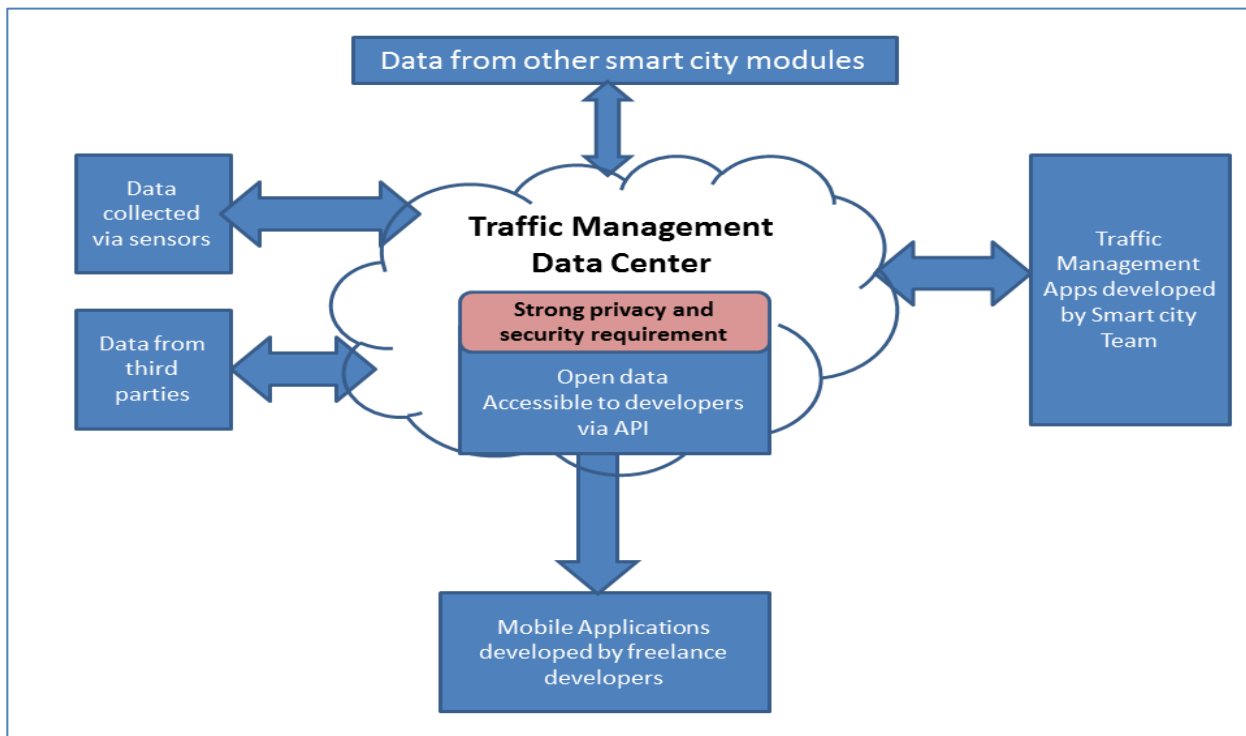 Data from other smart city modules
Data
collected
via sensors
Traffic Management
Data Center
Traffic
Management
Apps developed
by Smart city
Team
Strong privacy and
security requirement
Data from
third
parties
Open data
Accessible to developers
via API
Mobile Applications
developed by freelance
developers